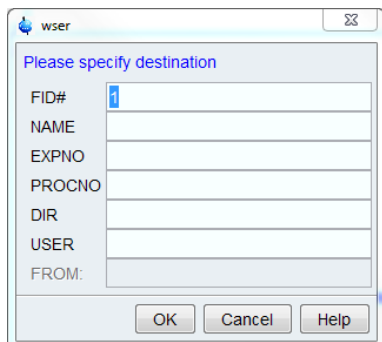 wser
Please specify destination
FID# 1
NAME
EXPNO
PROCNO
DIR
USER
FROM:
OK Cancel Help